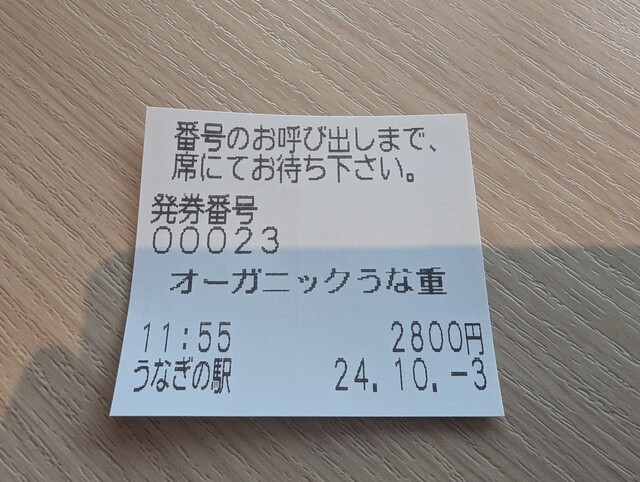 番号のお呼び出しまで、
席にてお待ち下さい。
発券番号
00023
オーガニックうな重
11:55 2800円
うなぎの駅 24.10.-3